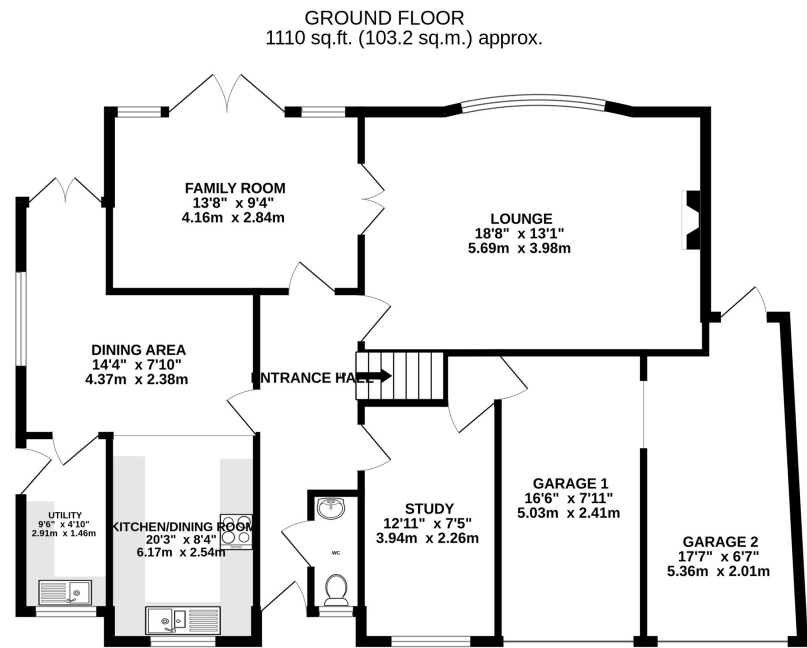 GROUND FLOOR
1110 sq.ft. (103.2 sq.m.) approx.
FAMILY ROOM
13'8" x 9'4"
4.16m x 2.84m
LOUNGE
18'8" x 13'1"
5.69m x 3.98m
DINING AREA
14'4" x 7'10"
4.37m x 2.38m
ENTRANCE HALL
UTILITY
9'6" x 4'10"
2.91m x 1.46m
KITCHEN/DINING ROOM
20'3" x 8'4"
6.17m x 2.54m
WC
STUDY
12'11" x 7'5"
3.94m x 2.26m
GARAGE 1
16'6" x 7'11"
5.03m x 2.41m
GARAGE 2
17'7" x 6'7"
5.36m x 2.01m